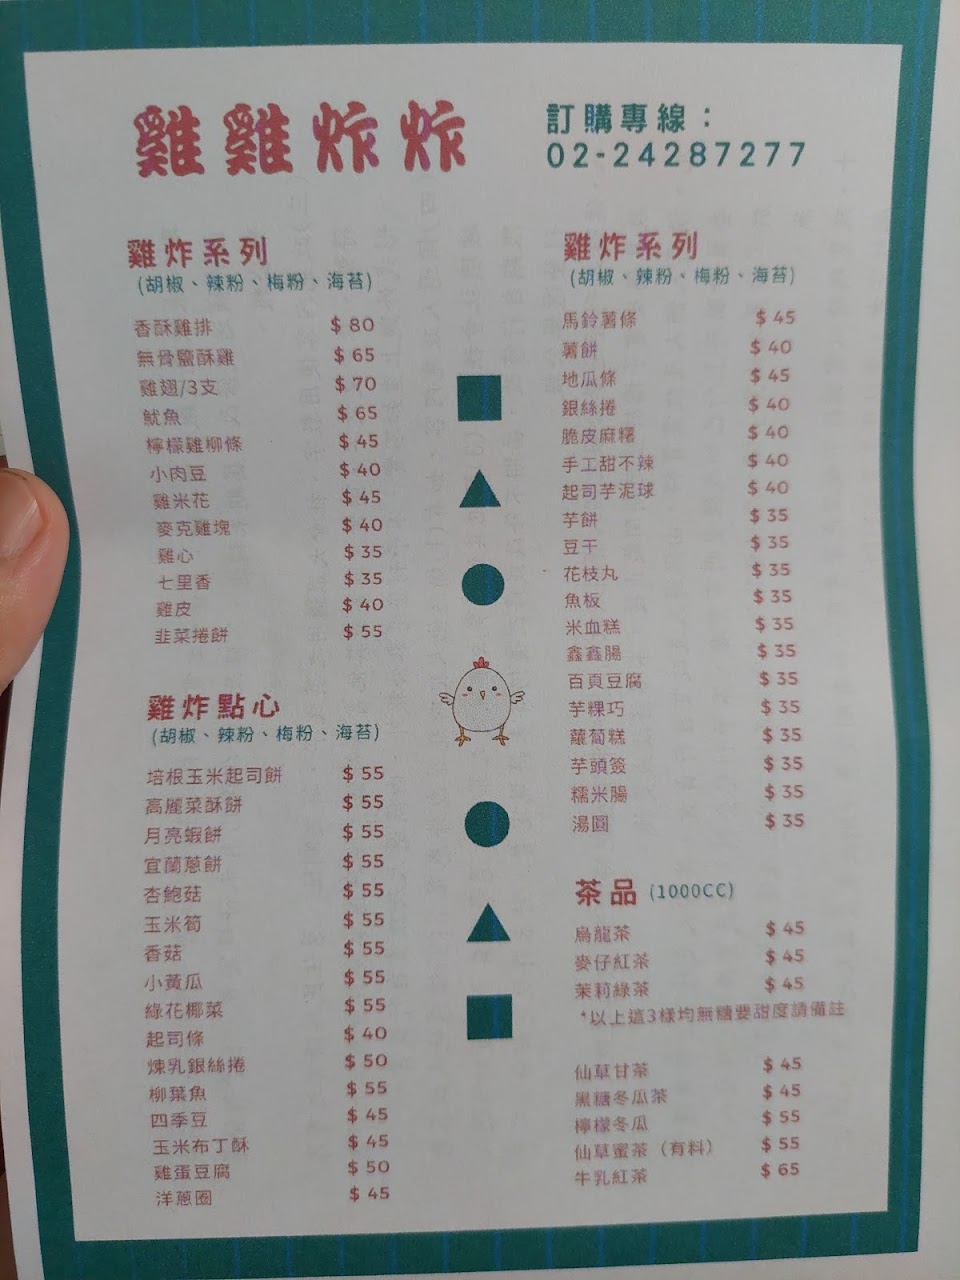 雞雞炸炸
訂購專線：
02-24287277
雞炸系列
(胡椒、辣粉、梅粉、海苔)
香酥雞排 $ 80
無骨鹽酥雞 $ 65
雞翅/3支 $ 70
魷魚 $ 65
檸檬雞柳條 $ 45
小肉豆 $ 40
雞米花 $ 45
麥克雞塊 $ 40
雞心 $ 35
七里香 $ 35
雞皮 $ 40
韭菜捲餅 $ 55
雞炸點心
(胡椒、辣粉、梅粉、海苔)
培根玉米起司餅 $ 55
高麗菜酥餅 $ 55
月亮蝦餅 $ 55
宜蘭蔥餅 $ 55
杏鮑菇 $ 55
玉米筍 $ 55
香菇 $ 55
小黃瓜 $ 55
綠花椰菜 $ 55
起司條 $ 40
煉乳銀絲捲 $ 50
柳葉魚 $ 55
四季豆 $ 45
玉米布丁酥 $ 45
雞蛋豆腐 $ 50
洋蔥圈 $ 45
雞炸系列
(胡椒、辣粉、梅粉、海苔)
馬鈴薯條 $ 45
薯餅 $ 40
地瓜條 $ 45
銀絲捲 $ 40
脆皮麻糬 $ 40
手工甜不辣 $ 40
起司芋泥球 $ 40
芋餅 $ 35
豆干 $ 35
花枝丸 $ 35
魚板 $ 35
米血糕 $ 35
鑫鑫腸 $ 35
百頁豆腐 $ 35
芋粿巧 $ 35
蘿蔔糕 $ 35
芋頭簽 $ 35
糯米腸 $ 35
湯圓 $ 35
茶品 (1000CC)
烏龍茶 $ 45
麥仔紅茶 $ 45
茉莉綠茶 $ 45
*以上這3樣均無糖要甜度請備註
仙草甘茶 $ 45
黑糖冬瓜茶 $ 45
檸檬冬瓜 $ 55
仙草蜜茶（有料） $ 55
牛乳紅茶 $ 65